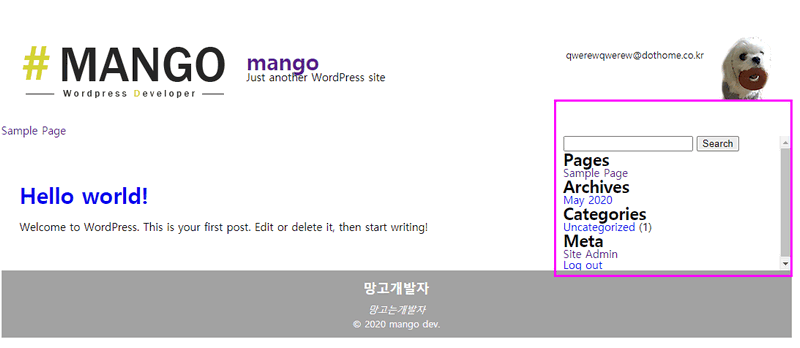 # MANGO
Wordpress Developer
mango
Just another WordPress site
qwerewqwerew@dothome.co.kr
Sample Page
Hello world!
Welcome to WordPress. This is your first post. Edit or delete it, then start writing!
Search
Pages
Sample Page
Archives
May 2020
Categories
Uncategorized (1)
Meta
Site Admin
Log out
망고개발자
망고는개발자
© 2020 mango dev.